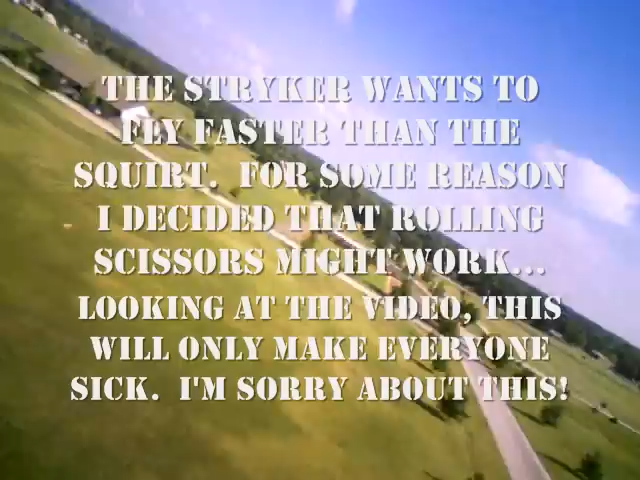 THE STRYKER WANTS TO
FLY FASTER THAN THE
SQUIRT.  FOR SOME REASON
I DECIDED THAT ROLLING
SCISSORS MIGHT WORK...
LOOKING AT THE VIDEO, THIS
WILL ONLY MAKE EVERYONE
SICK.  I'M SORRY ABOUT THIS!